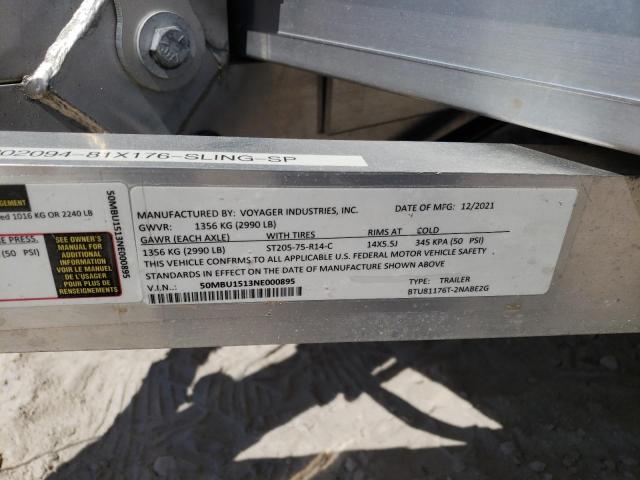 02094-81X176-SLING-SP
GEMENT
ed 1016 KG OR 2240 LB
E PRESS.
(50 PSI)
SEE OWNER'S
MANUAL FOR
ADDITIONAL
INFORMATION
VOIR LE MANUEL
DE L'USAGER
POUR PLUS DE
RENSEIGNEMENTS
50MBU1513NE000895
MANUFACTURED BY: VOYAGER INDUSTRIES, INC. DATE OF MFG: 12/2021
GWVR: 1356 KG (2990 LB)
GAWR (EACH AXLE) WITH TIRES RIMS AT COLD
1356 KG (2990 LB) ST205-75-R14-C 14X5.5J 345 KPA (50 PSI)
THIS VEHICLE CONFIRMS TO ALL APPLICABLE U.S. FEDERAL MOTOR VEHICLE SAFETY
STANDARDS IN EFFECT ON THE DATE OF MANUFACTURE SHOWN ABOVE
V.I.N.: 50MBU1513NE000895 TYPE: TRAILER
BTU81176T-2NABE2G